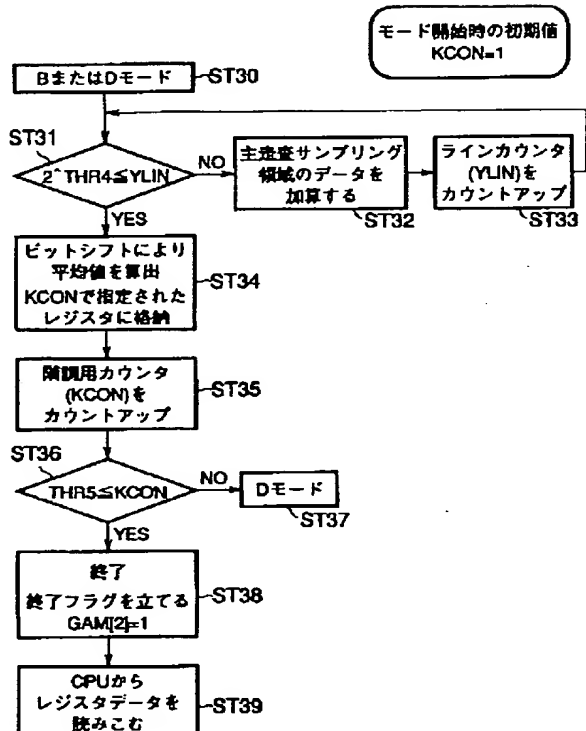 モード開始時の初期値
KCON=1
BまたはDモード
ST30
ST31
2^THR4≦YLIN
NO
YES
主走査サンプリング
領域のデータを
加算する
ST32
ラインカウンタ
(YLIN)を
カウントアップ
ST33
ビットシフトにより
平均値を算出
KCONで指定された
レジスタに格納
ST34
階調用カウンタ
(KCON)を
カウントアップ
ST35
ST36
THR5≦KCON
NO
YES
Dモード
ST37
終了
終了フラグを立てる
GAM[2]=1
ST38
CPUから
レジスタデータを
読みこむ
ST39